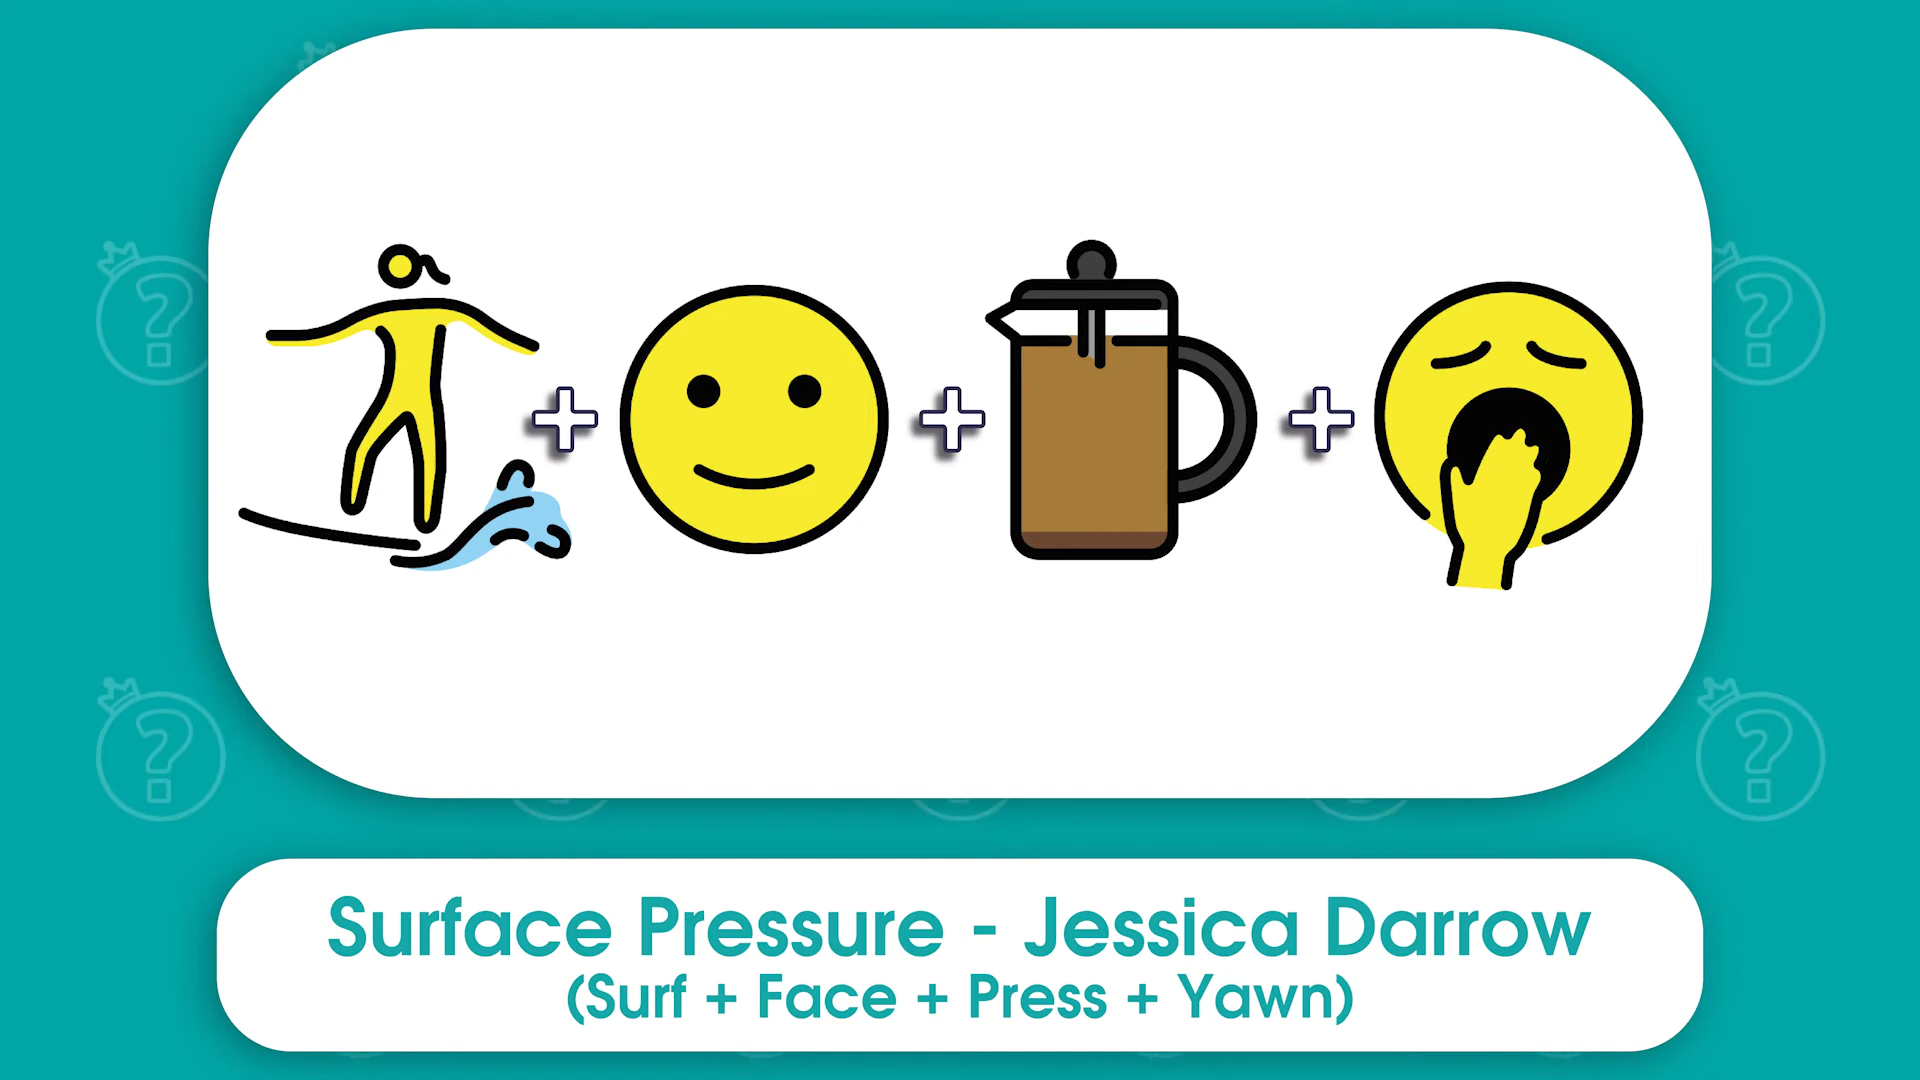 Surface Pressure - Jessica Darrow
(Surf + Face + Press + Yawn)